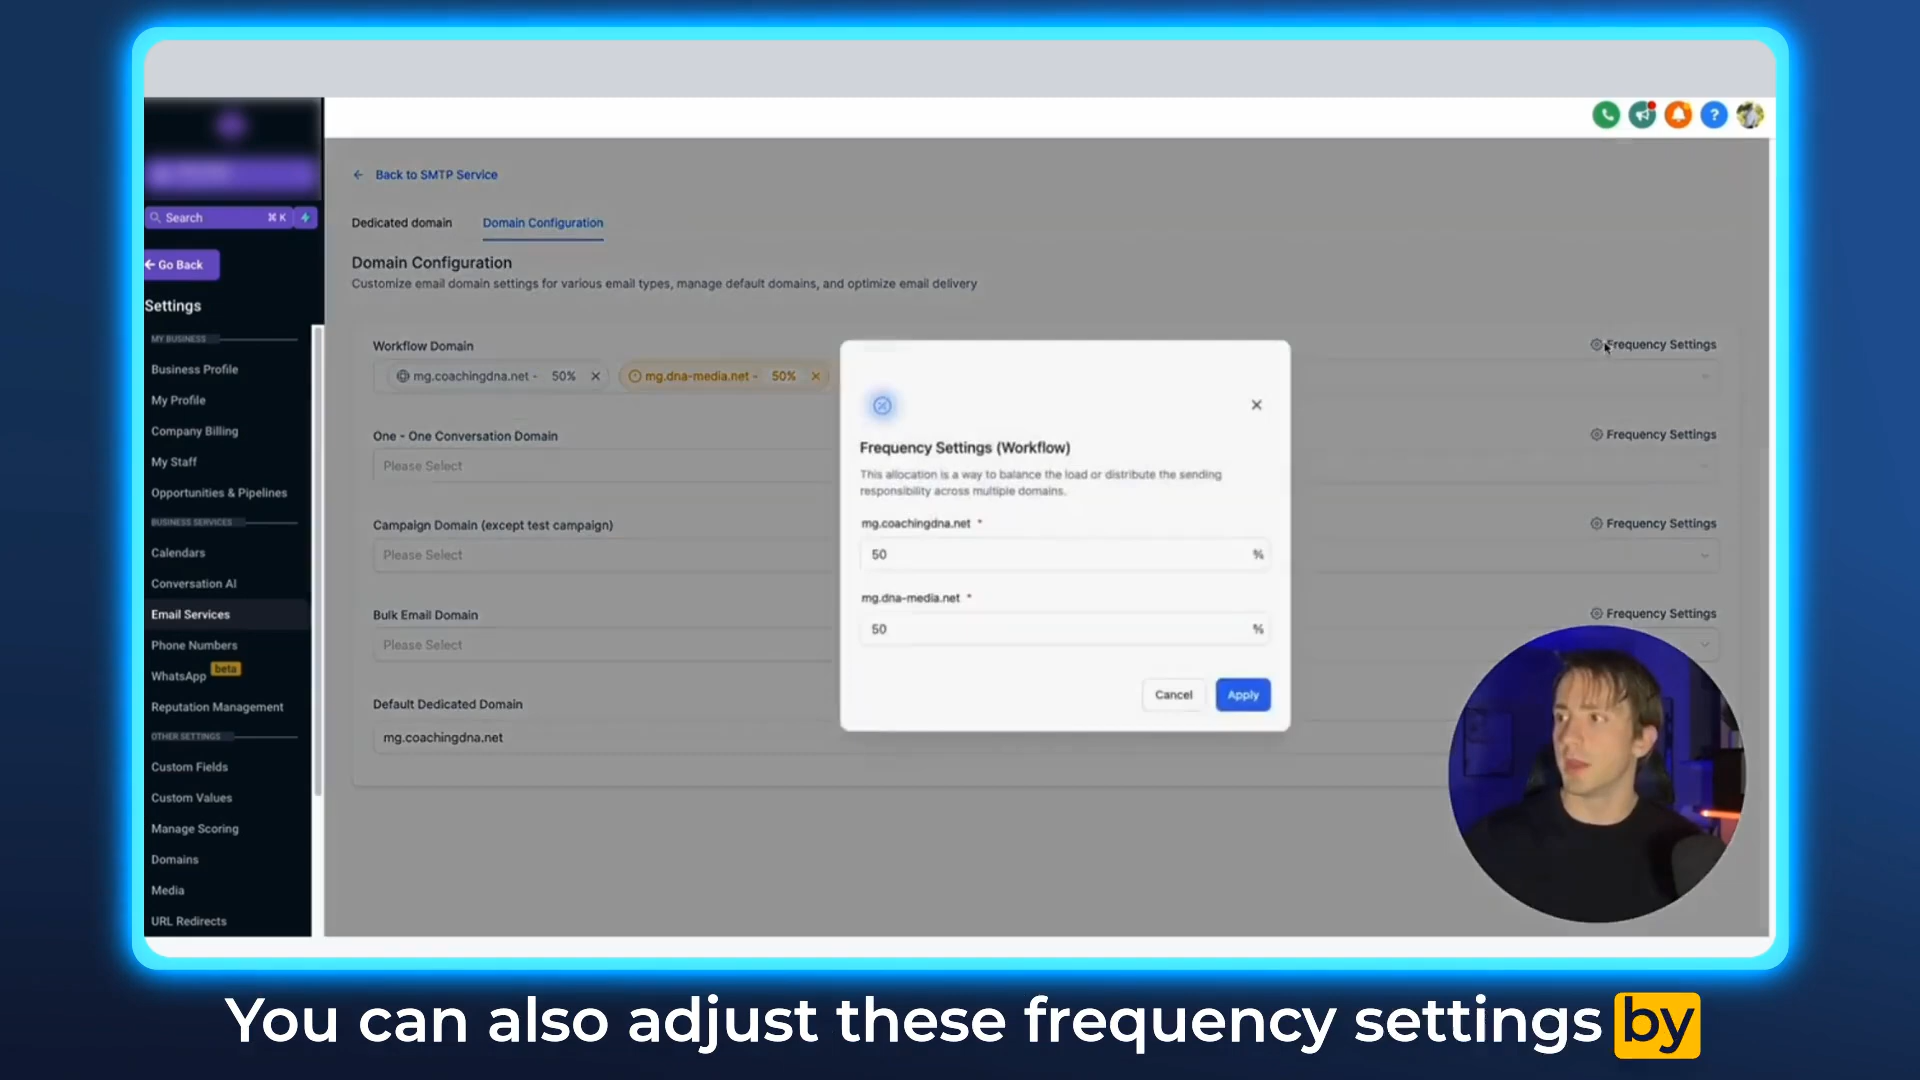 Search ⌘ K
← Go Back
Settings
MY BUSINESS
Business Profile
My Profile
Company Billing
My Staff
Opportunities & Pipelines
BUSINESS SERVICES
Calendars
Conversation AI
Email Services
Phone Numbers
WhatsApp beta
Reputation Management
OTHER SETTINGS
Custom Fields
Custom Values
Manage Scoring
Domains
Media
URL Redirects
← Back to SMTP Service
Dedicated domain Domain Configuration
Domain Configuration
Customize email domain settings for various email types, manage default domains, and optimize email delivery
Workflow Domain Frequency Settings
mg.coachingdna.net - 50% × mg.dna-media.net - 50% ×
One - One Conversation Domain Frequency Settings
Please Select
Campaign Domain (except test campaign) Frequency Settings
Please Select
Bulk Email Domain Frequency Settings
Please Select
Default Dedicated Domain
mg.coachingdna.net
Frequency Settings (Workflow)
This allocation is a way to balance the load or distribute the sending
responsibility across multiple domains.
mg.coachingdna.net *
50 %
mg.dna-media.net *
50 %
Cancel Apply
You can also adjust these frequency settings by